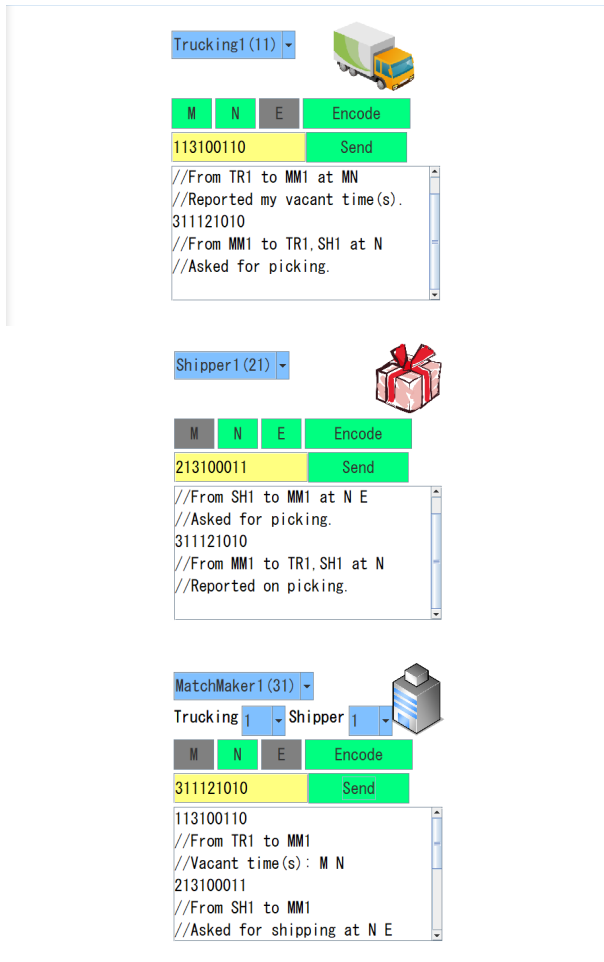 Trucking1(11)
M N E Encode
113100110 Send
//From TR1 to MM1 at MN
//Reported my vacant time(s).
311121010
//From MM1 to TR1,SH1 at N
//Asked for picking.
Shipper1(21)
M N E Encode
213100011 Send
//From SH1 to MM1 at N E
//Asked for picking.
311121010
//From MM1 to TR1,SH1 at N
//Reported on picking.
MatchMaker1(31)
Trucking 1 Shipper 1
M N E Encode
311121010 Send
113100110
//From TR1 to MM1
//Vacant time(s): M N
213100011
//From SH1 to MM1
//Asked for shipping at N E